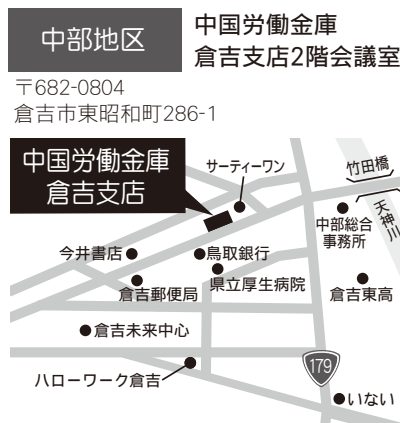 中部地区
中国労働金庫
倉吉支店2階会議室
〒682-0804
倉吉市東昭和町286-1
中国労働金庫
倉吉支店
サーティーワン
竹田橋
天神川
中部総合
事務所
今井書店
鳥取銀行
県立厚生病院
倉吉郵便局
倉吉東高
倉吉未来中心
179
ハローワーク倉吉
いない